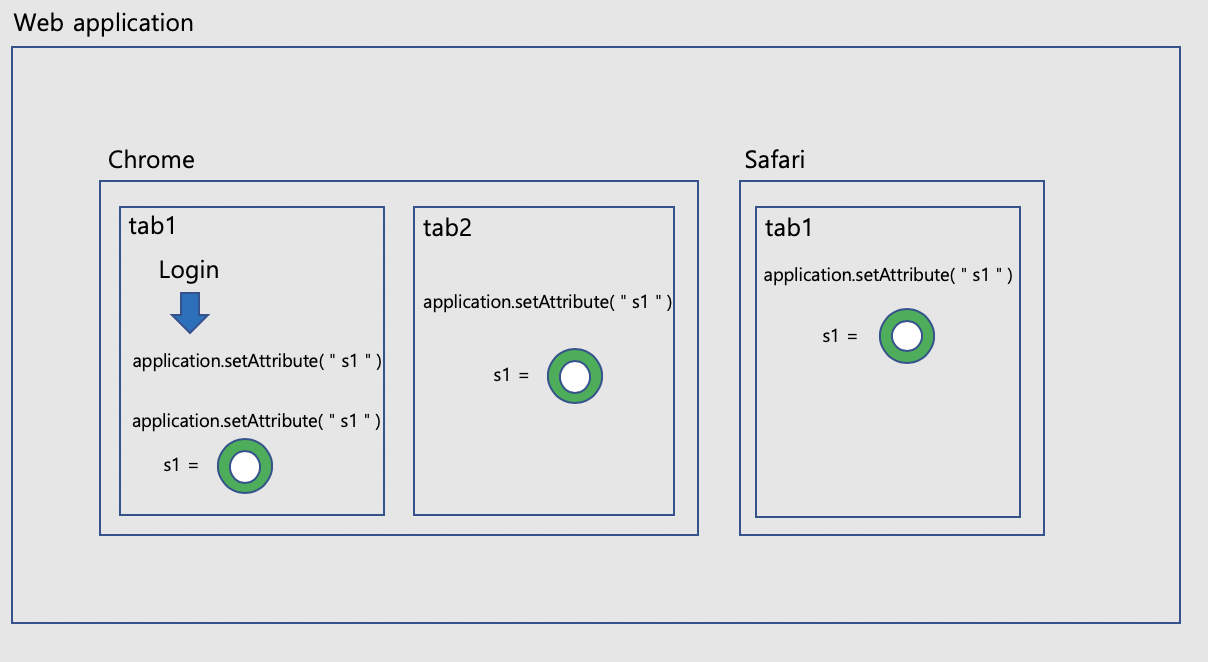 Web application
Chrome
tab1
Login
application.setAttribute( " s1 " )
application.setAttribute( " s1 " )
s1 =
tab2
application.setAttribute( " s1 " )
s1 =
Safari
tab1
application.setAttribute( " s1 " )
s1 =